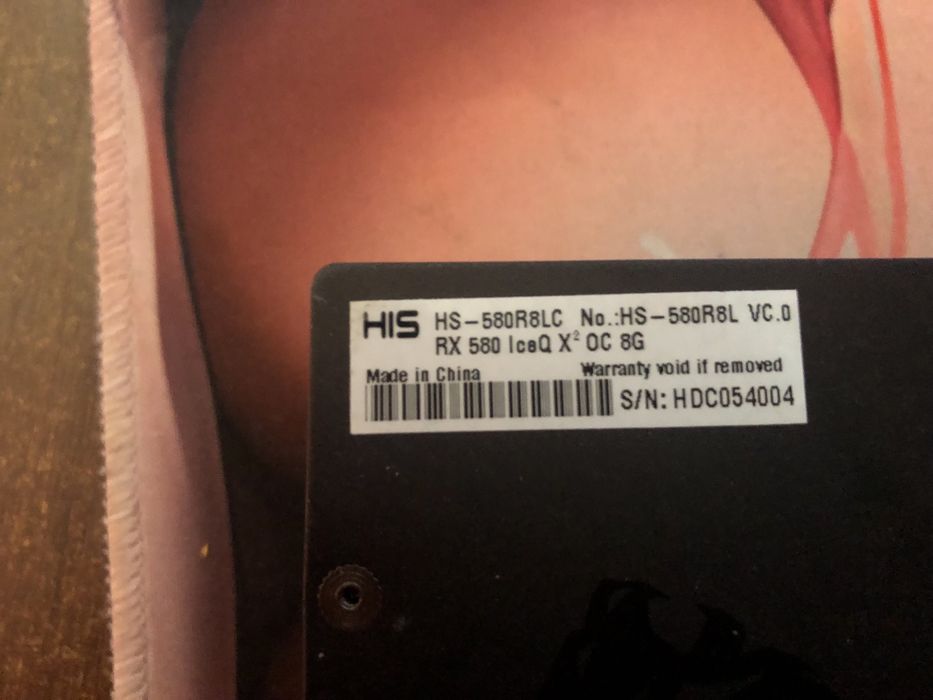 HIS HS-580R8LC No.:HS-580R8L VC.0
RX 580 IceQ X² OC 8G
Made in China Warranty void if removed
S/N: HDC054004